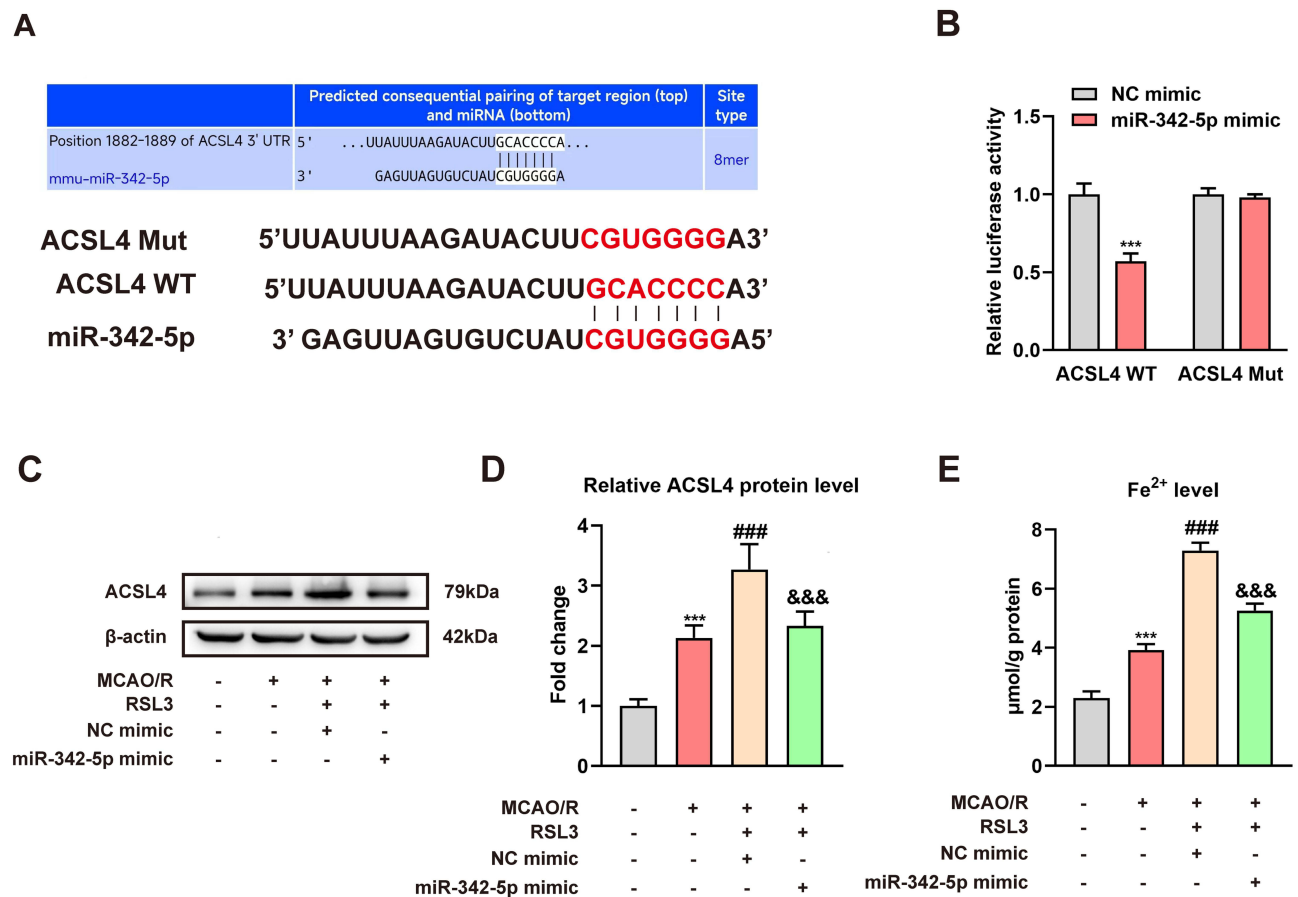 A
Predicted consequential pairing of target region (top)
and miRNA (bottom)
Site
type
Position 1882-1889 of ACSL4 3' UTR 5' ...UUAUUUAAGAUACUUGCACCCCA...
|||||||
mmu-miR-342-5p 3' GAGUUAGUGUCUAUCGUGGGGA
8mer
ACSL4 Mut 5’UUAUUUAAGAUACUUCGUGGGGA3’
ACSL4 WT 5’UUAUUUAAGAUACUUGCACCCCA3’
| | | | | | |
miR-342-5p 3’ GAGUUAGUGUCUAUCGUGGGGA5’
B
NC mimic
miR-342-5p mimic
Relative luciferase activity
1.5
1.0
0.5
0.0
***
ACSL4 WT ACSL4 Mut
C
ACSL4 79kDa
β-actin 42kDa
MCAO/R - + + +
RSL3 - - + +
NC mimic - - + -
miR-342-5p mimic - - - +
D
Relative ACSL4 protein level
Fold change
4
3
2
1
0
***
###
&&&
MCAO/R - + + +
RSL3 - - + +
NC mimic - - + -
miR-342-5p mimic - - - +
E
Fe2+ level
μmol/g protein
8
6
4
2
0
***
###
&&&
MCAO/R - + + +
RSL3 - - + +
NC mimic - - + -
miR-342-5p mimic - - - +